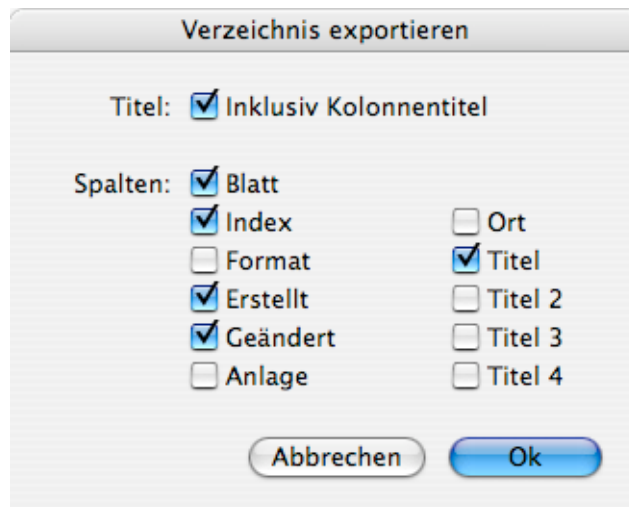 Verzeichnis exportieren
Titel: Inklusiv Kolonnentitel
Spalten: Blatt
Index Ort
Format Titel
Erstellt Titel 2
Geändert Titel 3
Anlage Titel 4
Abbrechen Ok